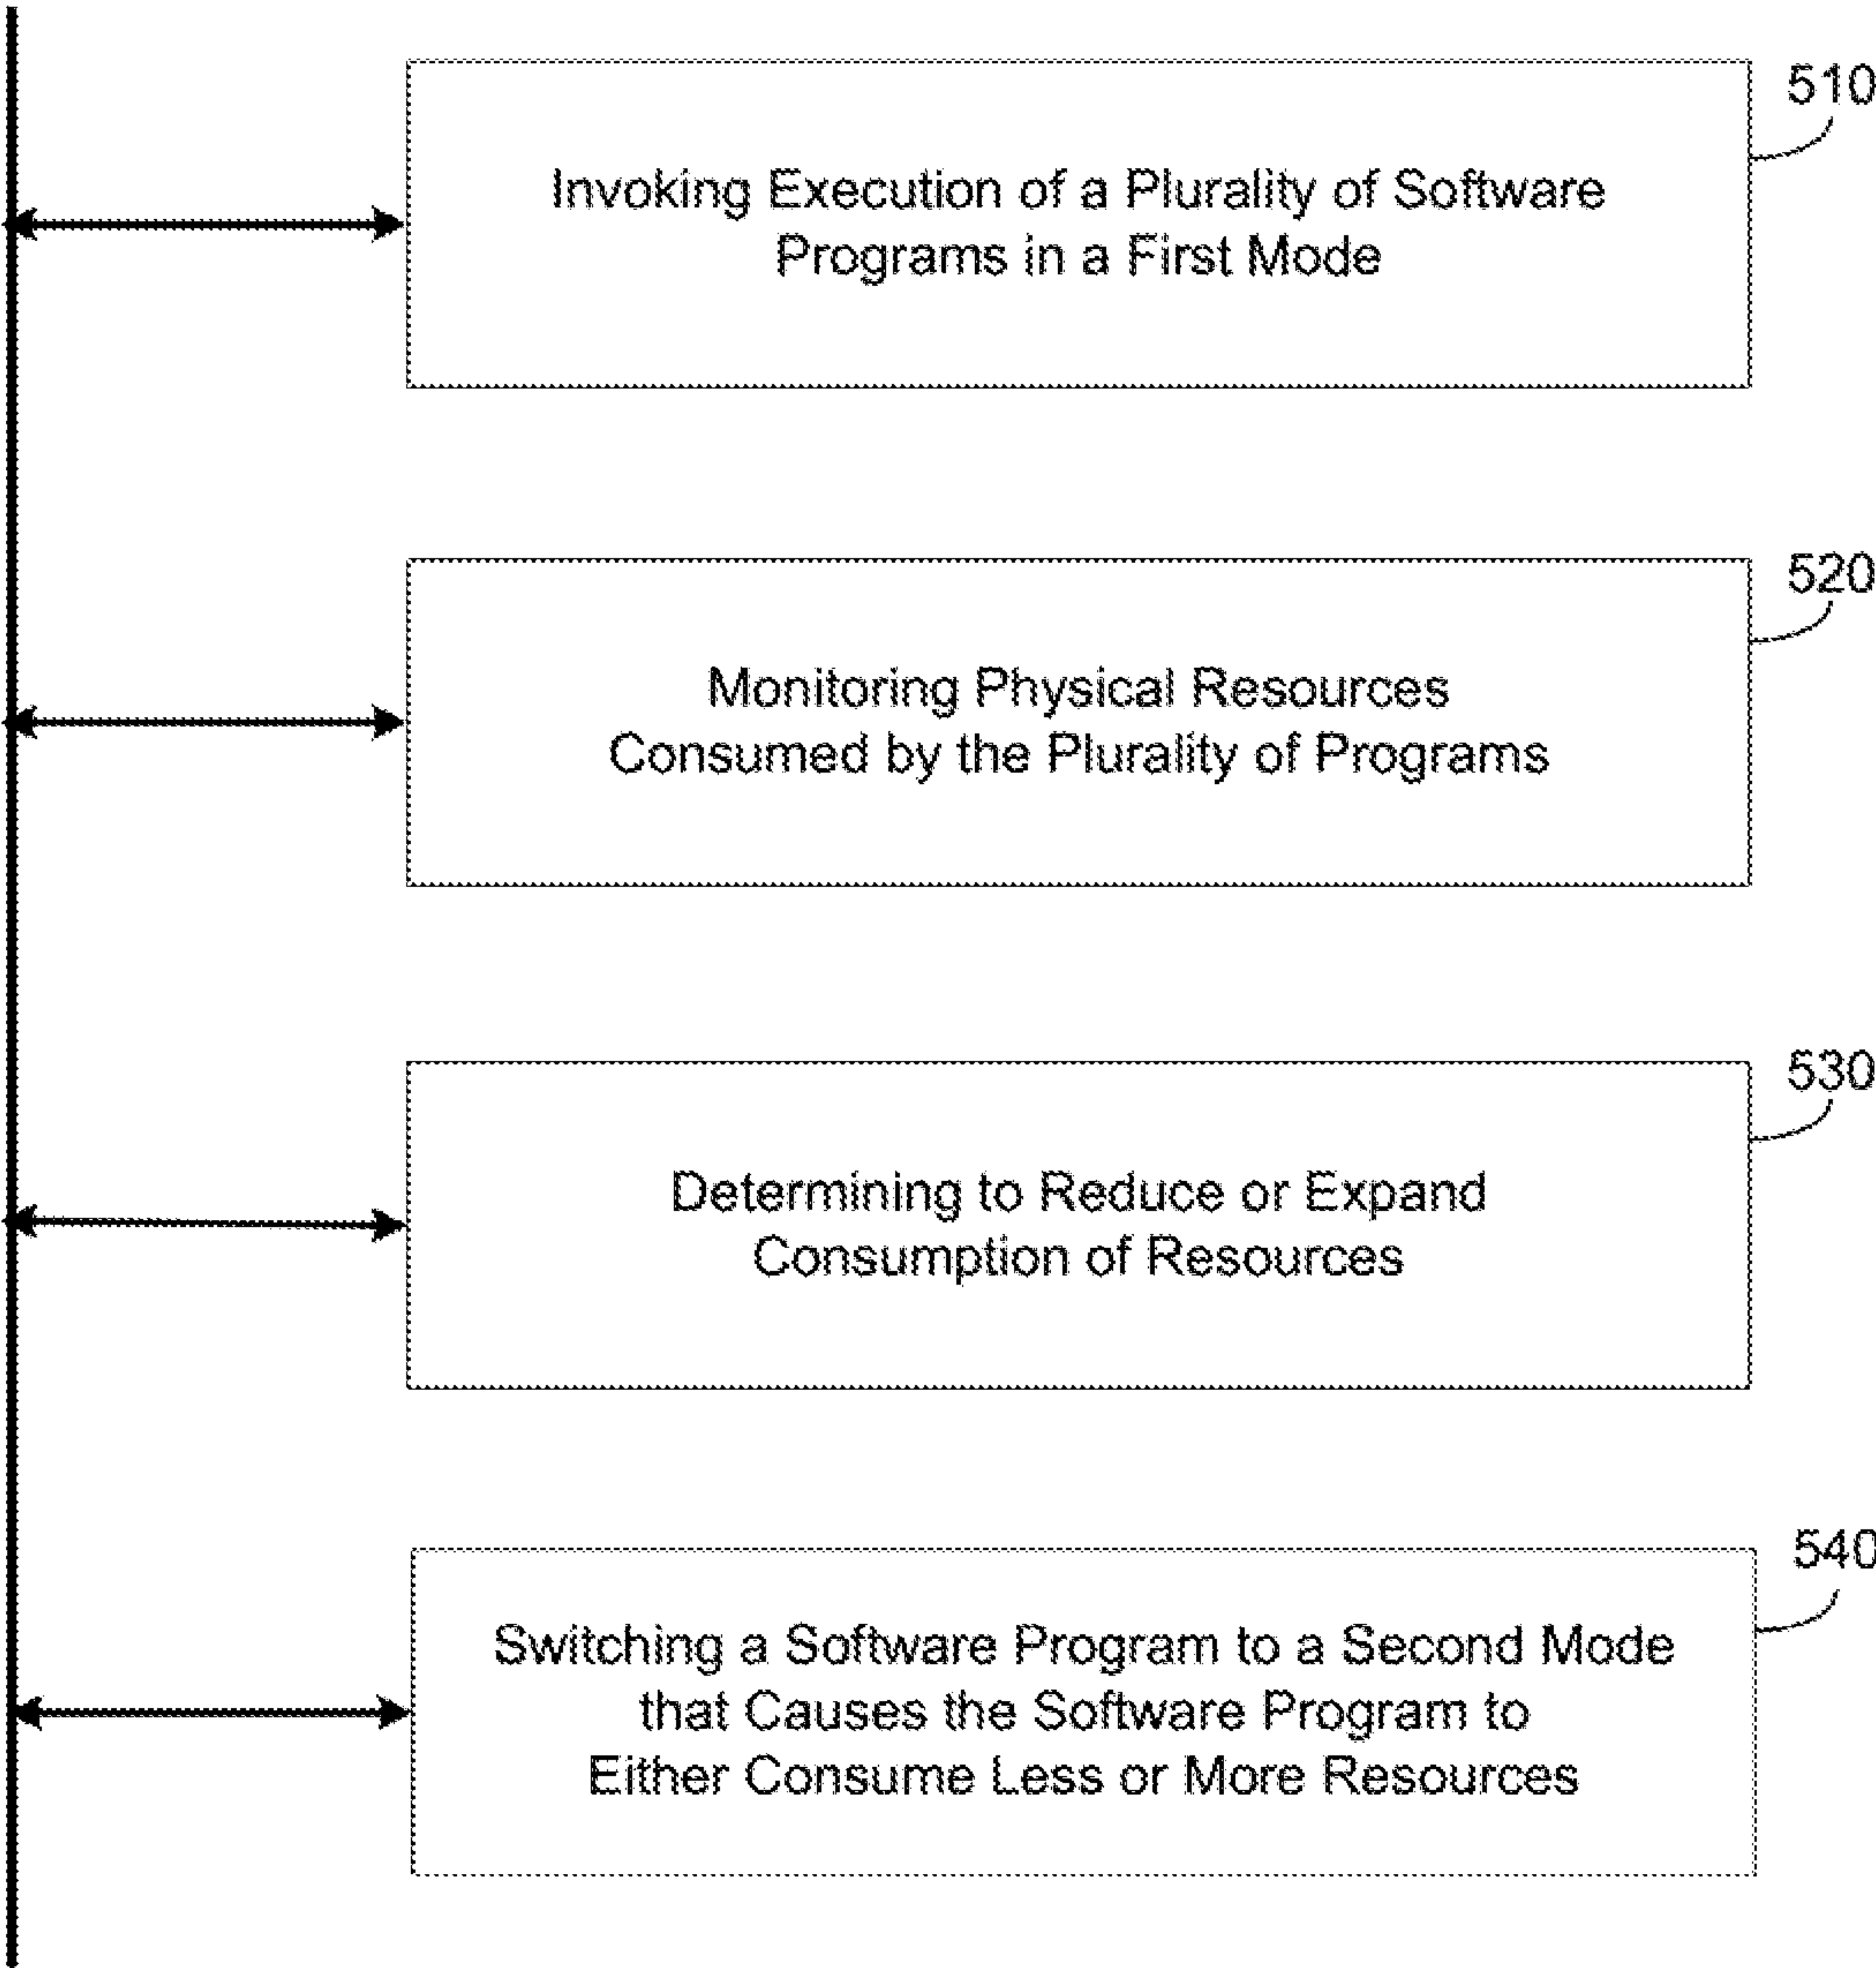 510
Invoking Execution of a Plurality of Software
Programs in a First Mode
520
Monitoring Physical Resources
Consumed by the Plurality of Programs
530
Determining to Reduce or Expand
Consumption of Resources
540
Switching a Software Program to a Second Mode
that Causes the Software Program to
Either Consume Less or More Resources